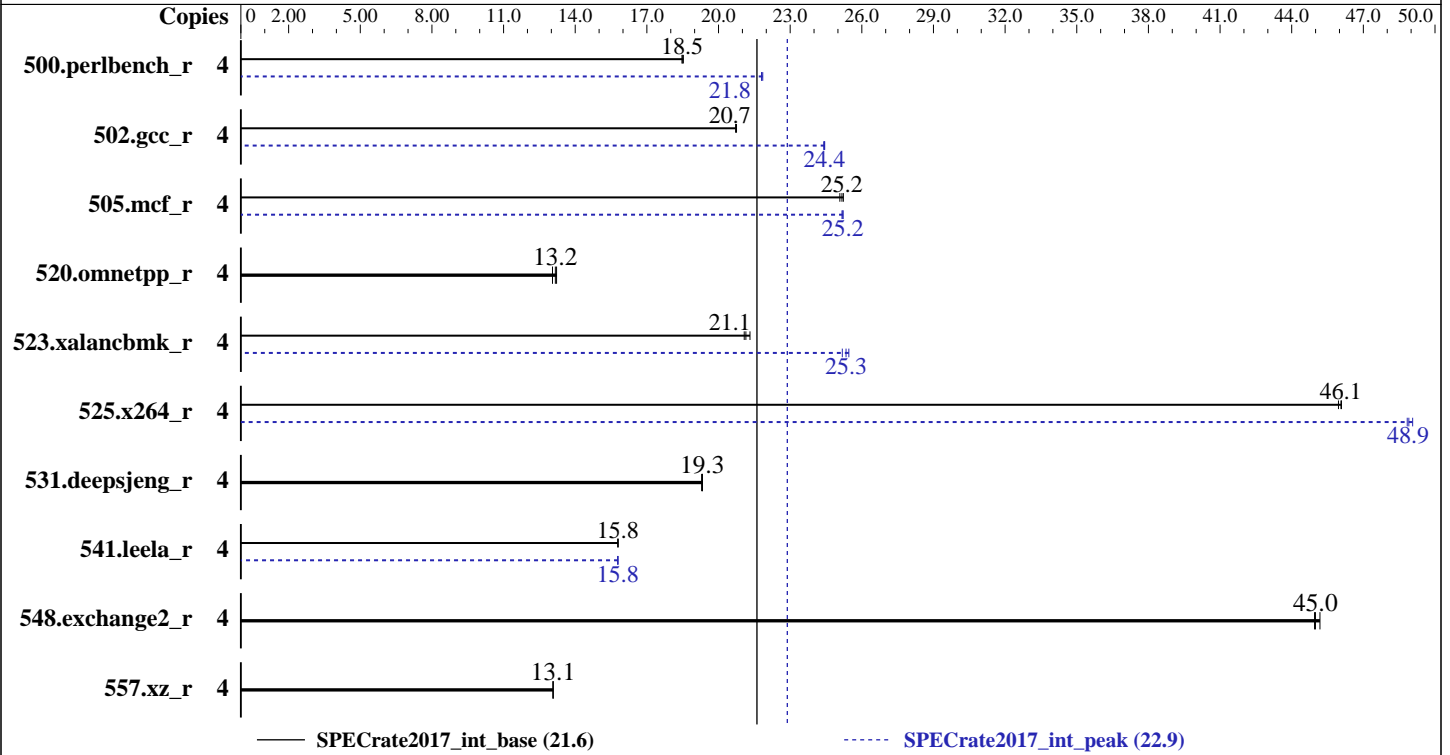 Copies 0 2.00 5.00 8.00 11.0 14.0 17.0 20.0 23.0 26.0 29.0 32.0 35.0 38.0 41.0 44.0 47.0 50.0
18.5
500.perlbench_r 4
21.8
20.7
502.gcc_r 4
24.4
25.2
505.mcf_r 4
25.2
13.2
520.omnetpp_r 4
21.1
523.xalancbmk_r 4
25.3
46.1
525.x264_r 4
48.9
19.3
531.deepsjeng_r 4
15.8
541.leela_r 4
15.8
45.0
548.exchange2_r 4
13.1
557.xz_r 4
SPECrate2017_int_base (21.6) SPECrate2017_int_peak (22.9)